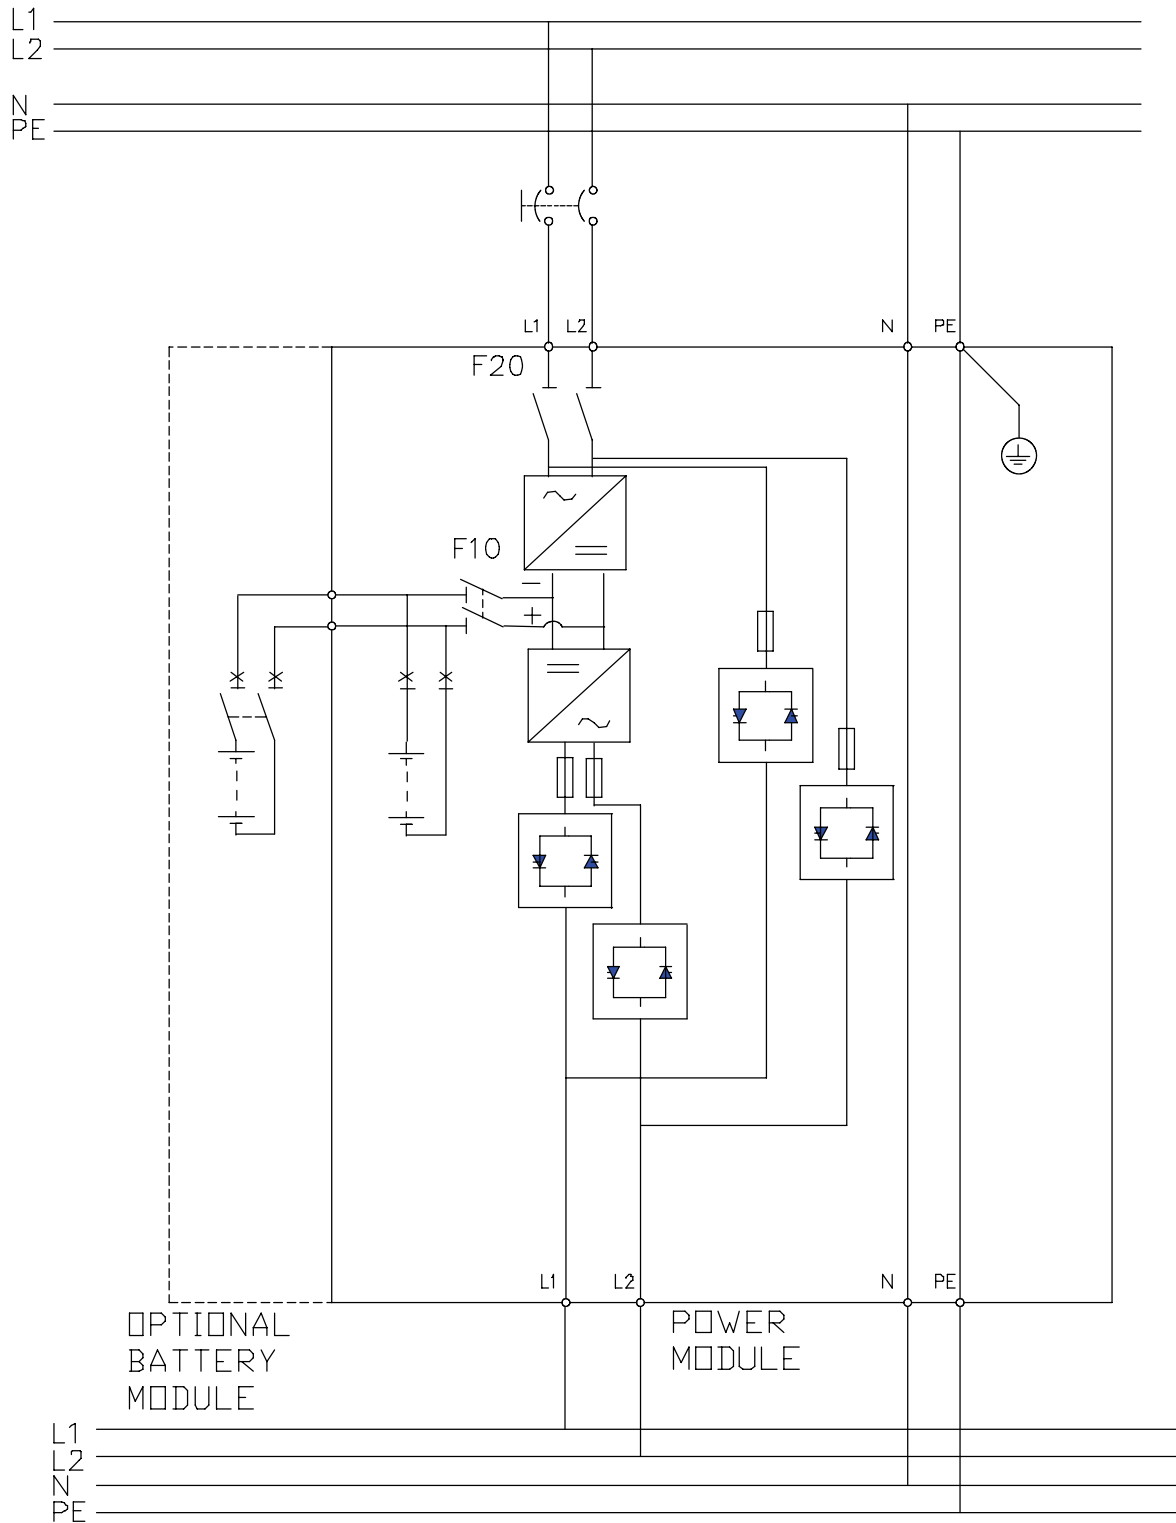 L1
L2
N
PE
L1 L2 N PE
F20
F10
−
+
L1 L2 N PE
OPTIONAL
BATTERY
MODULE
POWER
MODULE
L1
L2
N
PE